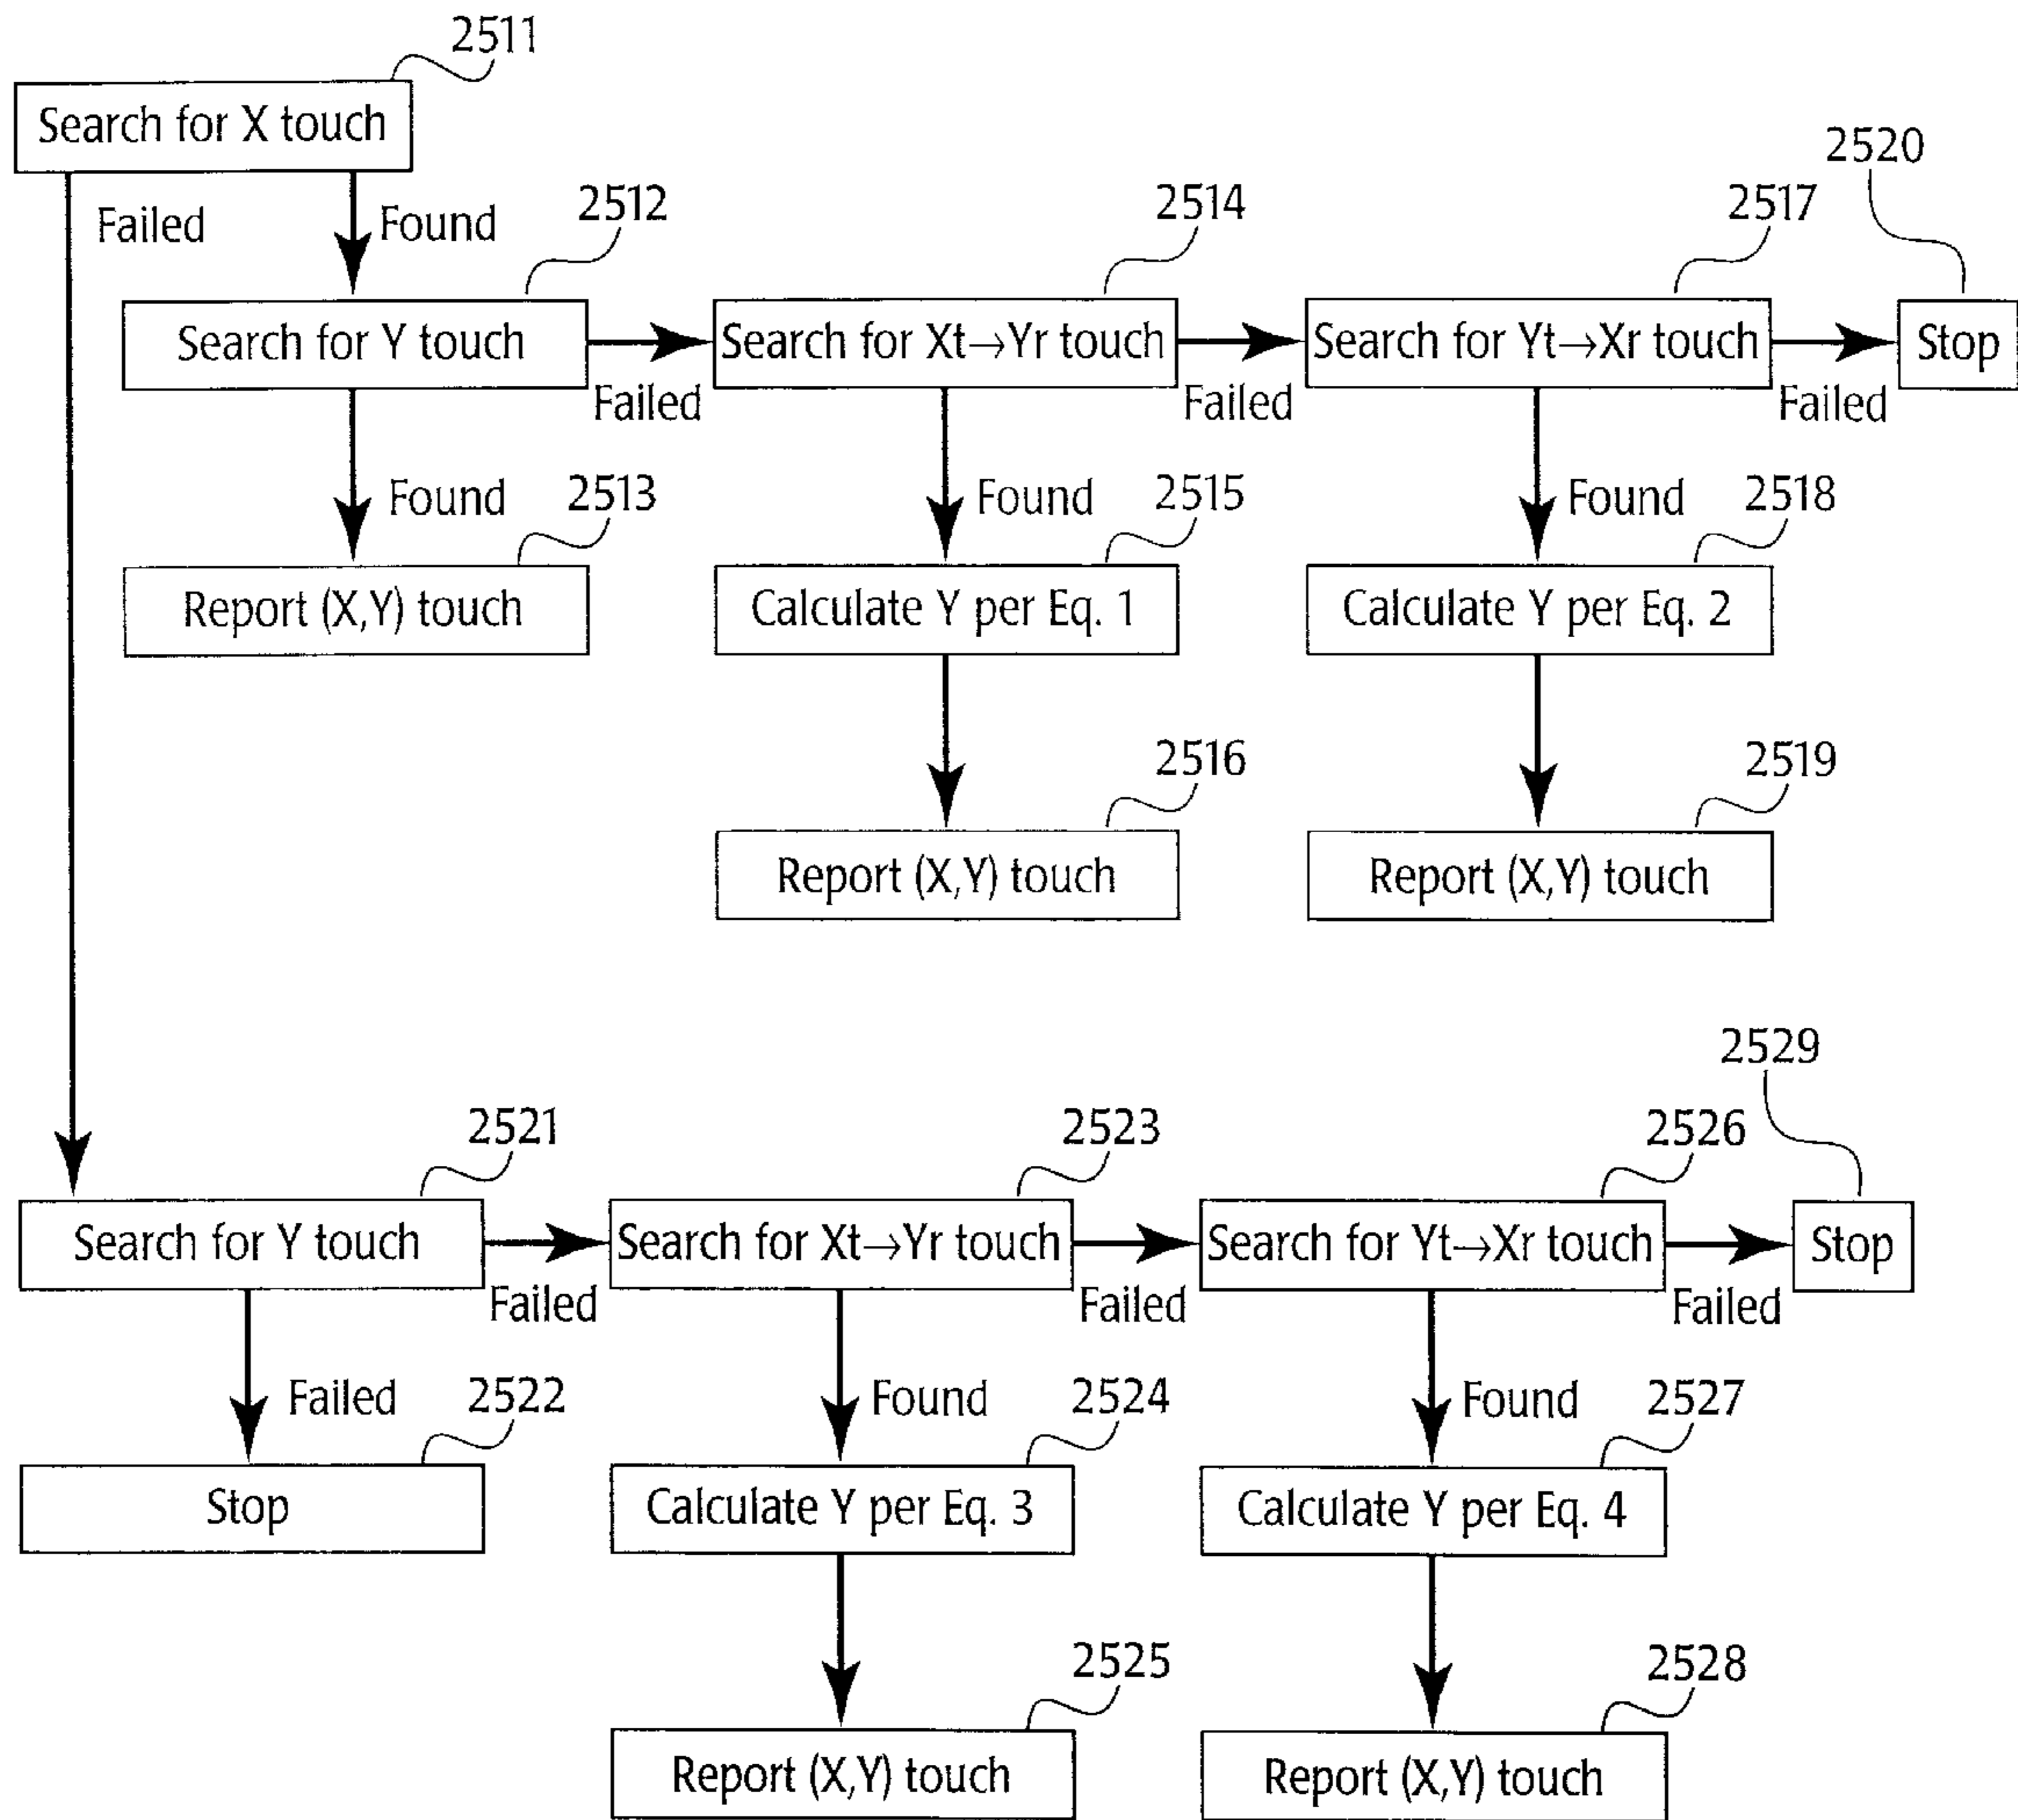 2511
Search for X touch
2520
Failed
Found
2512
2514
2517
Search for Y touch
Search for Xt→Yr touch
Search for Yt→Xr touch
Stop
Failed
Failed
Failed
Found
2513
Found
2515
Found
2518
Report (X,Y) touch
Calculate Y per Eq. 1
Calculate Y per Eq. 2
2516
2519
Report (X,Y) touch
Report (X,Y) touch
2529
2521
2523
2526
Search for Y touch
Search for Xt→Yr touch
Search for Yt→Xr touch
Stop
Failed
Failed
Failed
Failed
2522
Found
2524
Found
2527
Stop
Calculate Y per Eq. 3
Calculate Y per Eq. 4
2525
2528
Report (X,Y) touch
Report (X,Y) touch